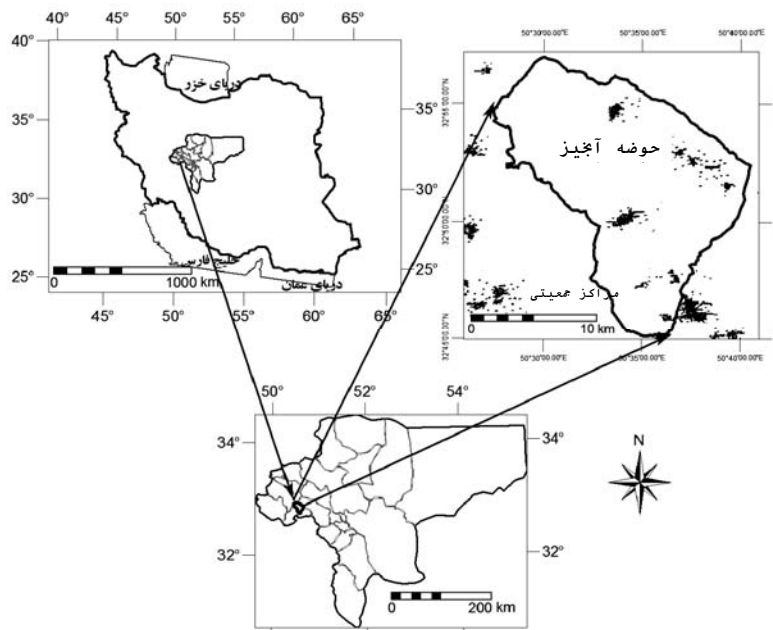 40° 45° 50° 55° 60° 65°
40°
35°
30°
25°
35°
30°
25°
دریای خزر
خلیج فارس
دریای عمان
0 1000 km
45° 50° 55° 60° 65°
50°30'00.00"E 50°35'00.00"E 50°40'00.00"E
حوضه آبخیز
مراکز جمعیتی
0 10 km
50°30'00.00"E 50°35'00.00"E 50°40'00.00"E
50° 52° 54°
34°
32°
34°
32°
0 200 km
N